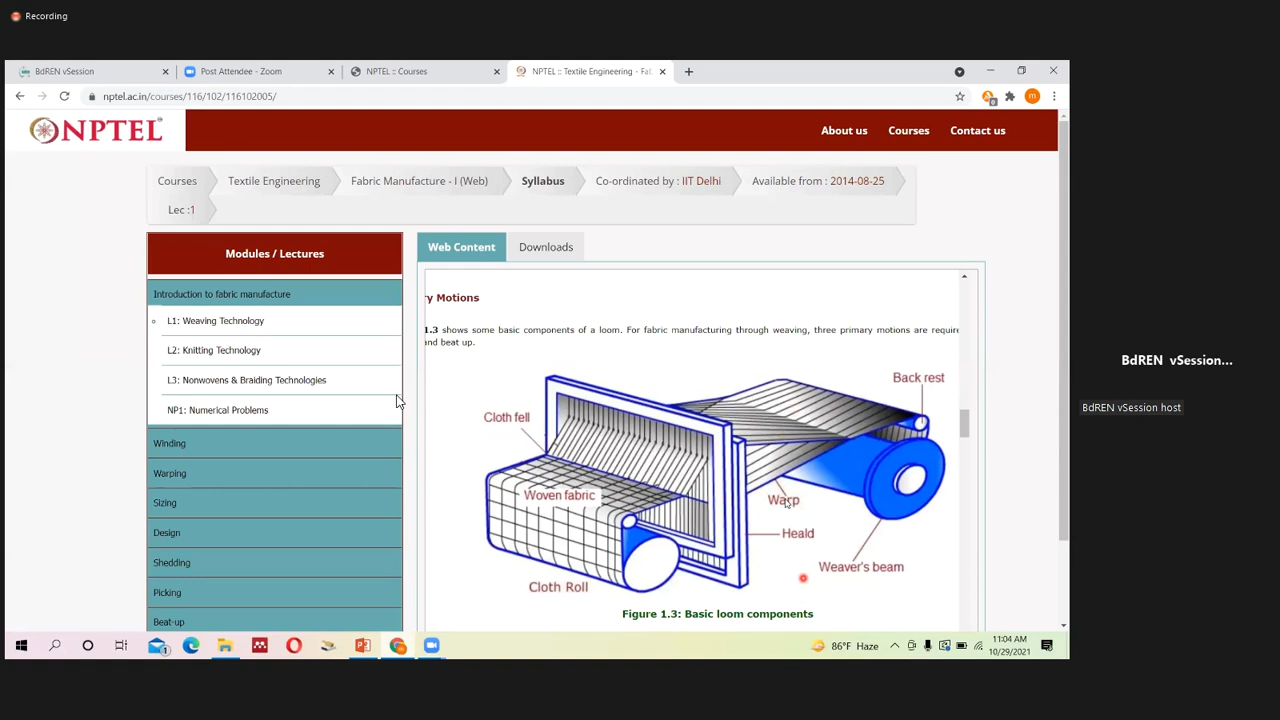 Recording
BdREN vSession
Post Attendee - Zoom
NPTEL :: Courses
NPTEL :: Textile Engineering - Fal
nptel.ac.in/courses/116/102/116102005/
m
NPTEL
About us
Courses
Contact us
Courses
Textile Engineering
Fabric Manufacture - I (Web)
Syllabus
Co-ordinated by : IIT Delhi
Available from : 2014-08-25
Lec :1
Modules / Lectures
Introduction to fabric manufacture
L1: Weaving Technology
L2: Knitting Technology
L3: Nonwovens & Braiding Technologies
NP1: Numerical Problems
Winding
Warping
Sizing
Design
Shedding
Picking
Beat-up
Web Content
Downloads
ry Motions
1.3 shows some basic components of a loom. For fabric manufacturing through weaving, three primary motions are require
and beat up.
Back rest
Cloth fell
Woven fabric
Warp
Heald
Weaver's beam
Cloth Roll
Figure 1.3: Basic loom components
BdREN vSession...
BdREN vSession host
86°F Haze
11:04 AM
10/29/2021